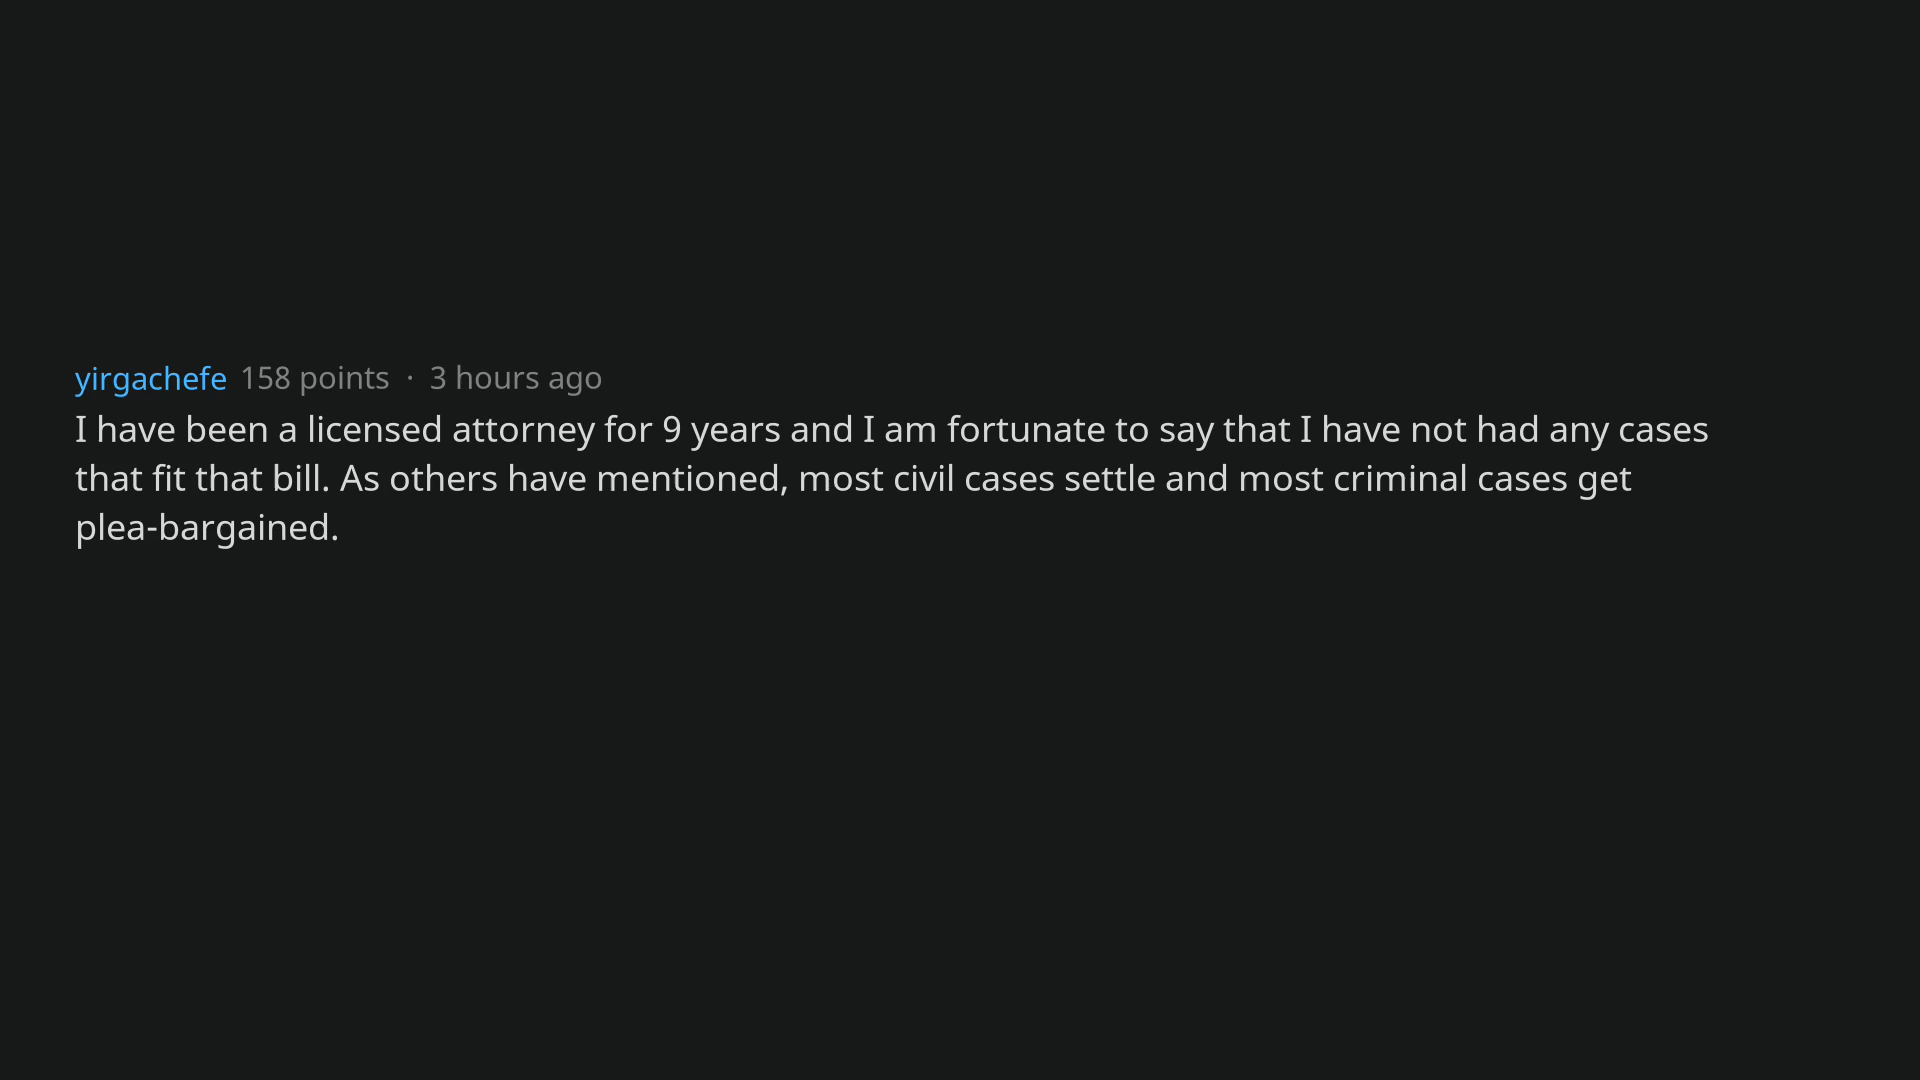 yirgachefe 158 points · 3 hours ago
I have been a licensed attorney for 9 years and I am fortunate to say that I have not had any cases
that fit that bill. As others have mentioned, most civil cases settle and most criminal cases get
plea-bargained.